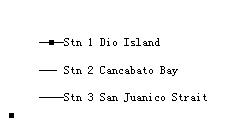 Stn 1 Dio Island
Stn 2 Cancabato Bay
Stn 3 San Juanico Strait